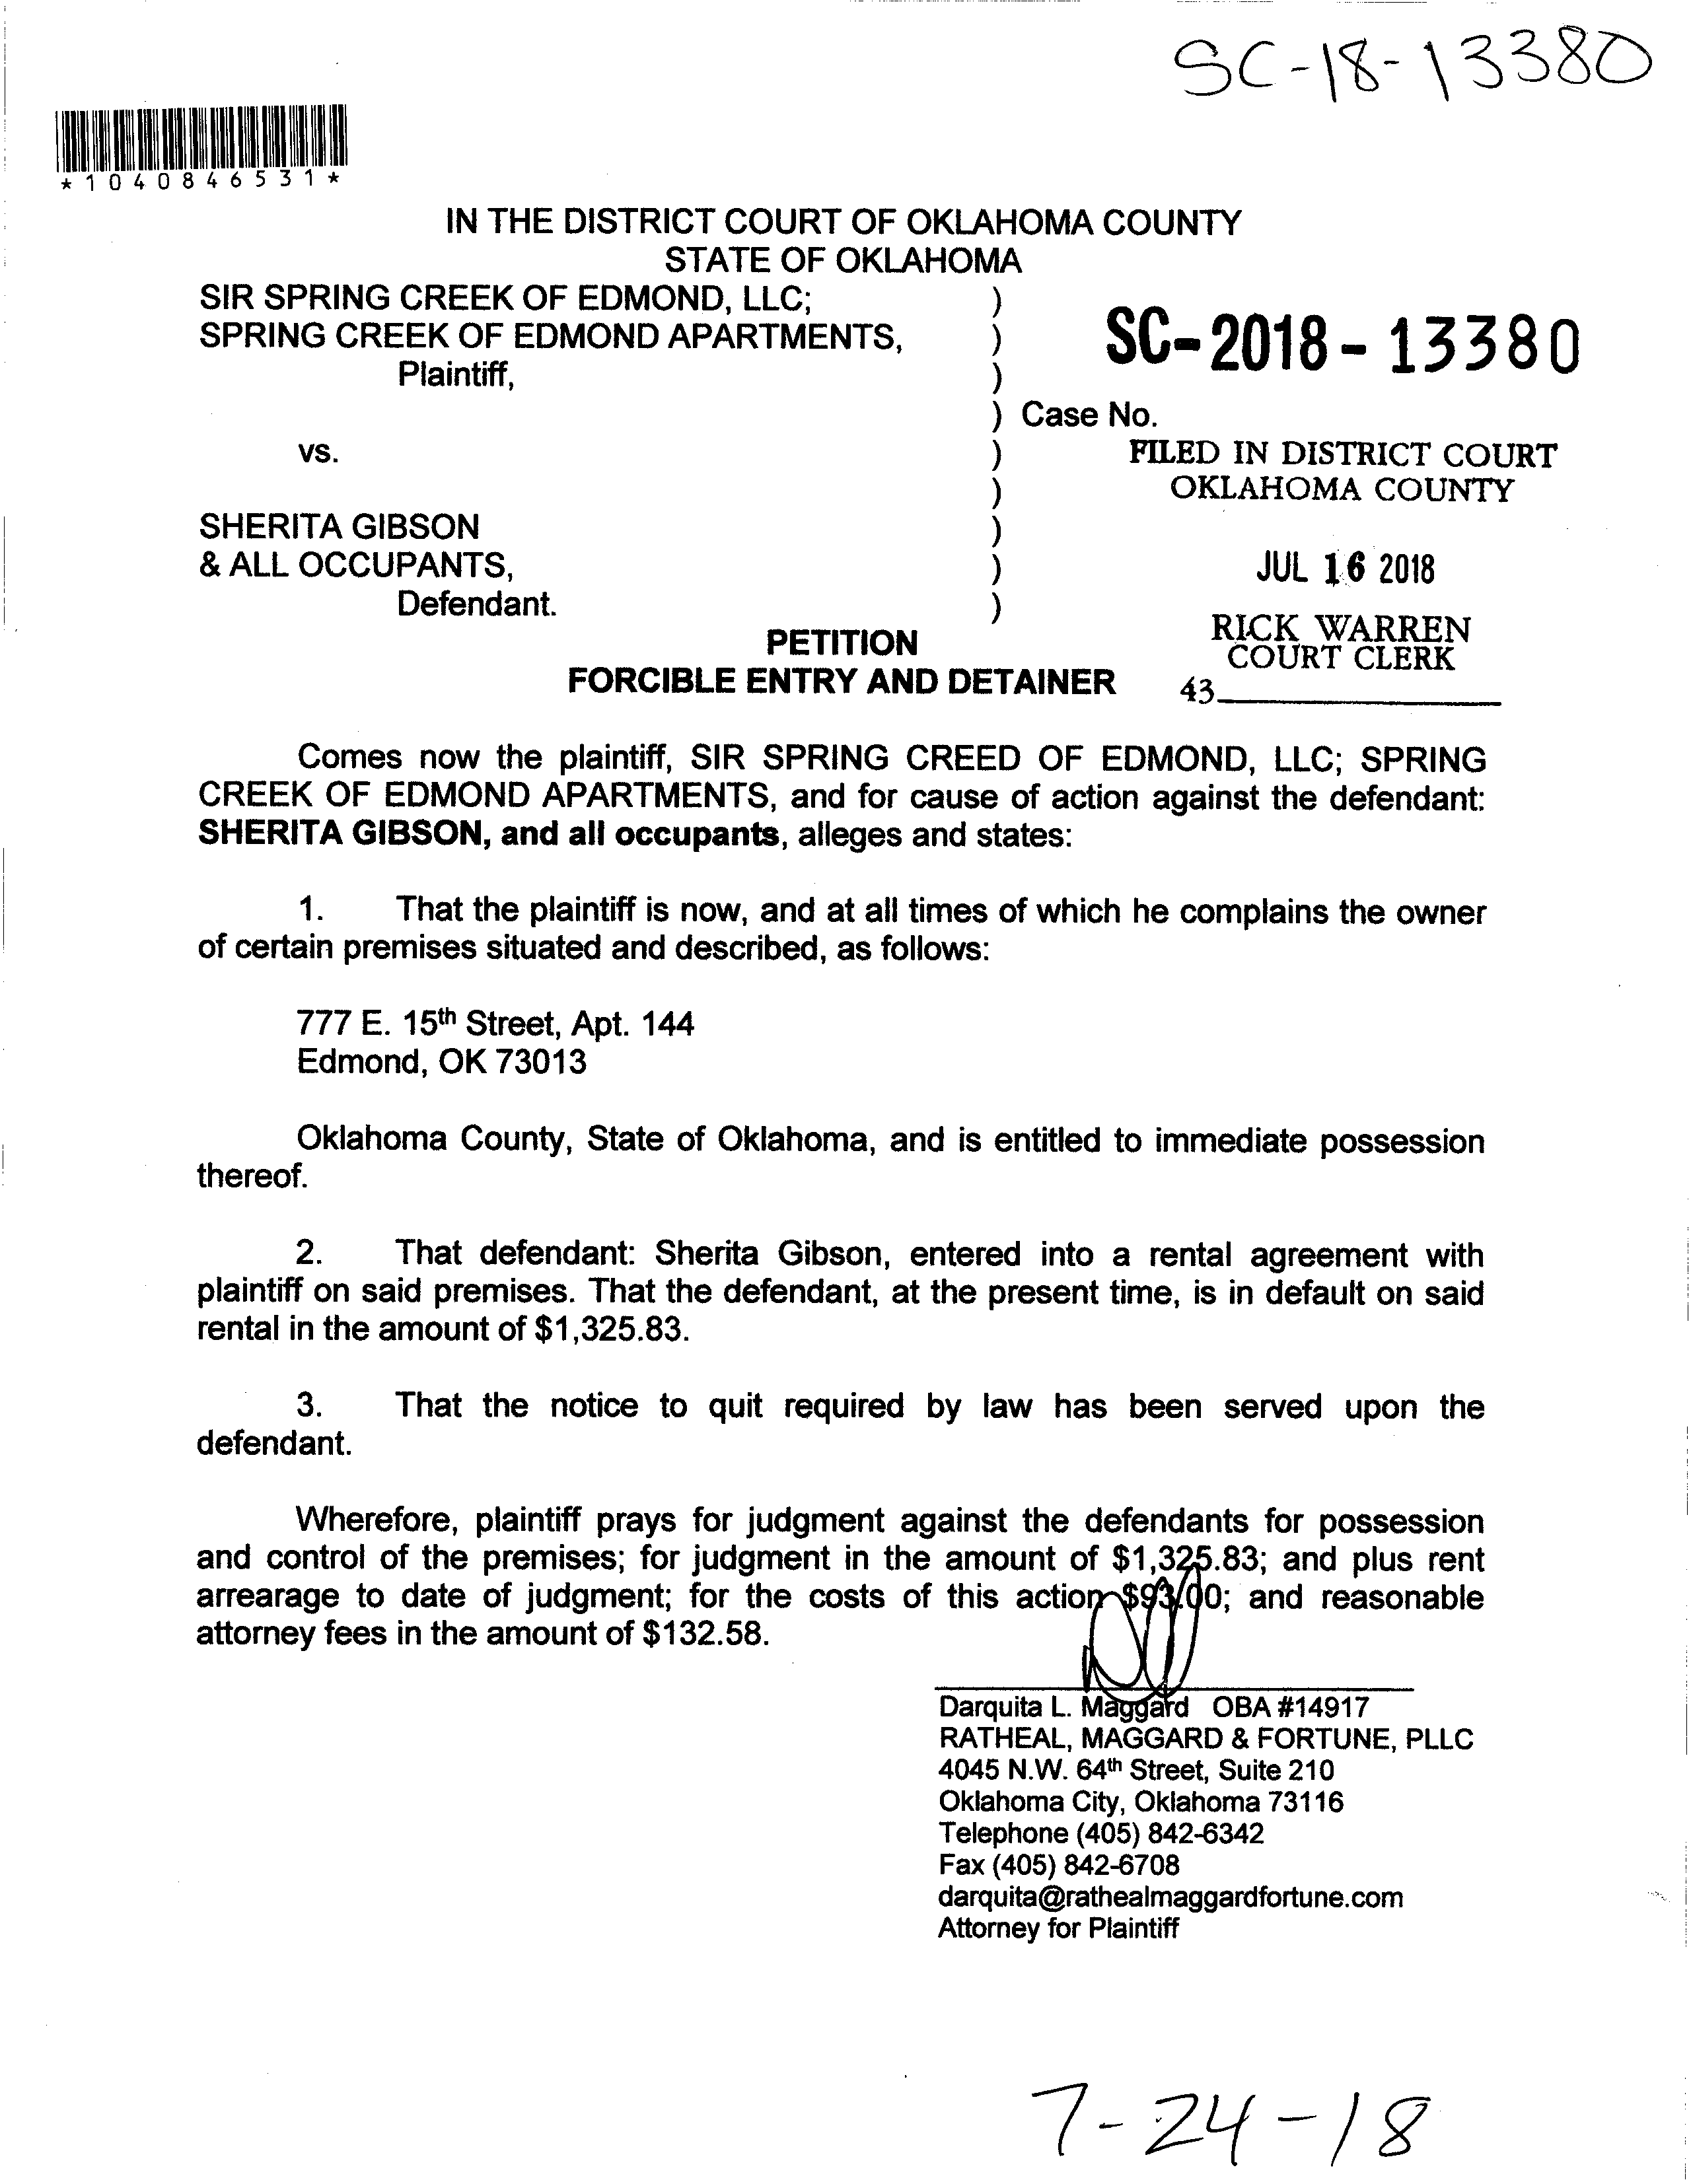 SC-18-13380
*1040846531*
IN THE DISTRICT COURT OF OKLAHOMA COUNTY
STATE OF OKLAHOMA
SIR SPRING CREEK OF EDMOND, LLC; )
SPRING CREEK OF EDMOND APARTMENTS, ) SC-2018-13380
Plaintiff, )
) Case No.
vs. ) FILED IN DISTRICT COURT
) OKLAHOMA COUNTY
SHERITA GIBSON )
& ALL OCCUPANTS, ) JUL 16 2018
Defendant. )
RICK WARREN
PETITION
COURT CLERK
FORCIBLE ENTRY AND DETAINER 43
Comes now the plaintiff, SIR SPRING CREED OF EDMOND, LLC; SPRING
CREEK OF EDMOND APARTMENTS, and for cause of action against the defendant:
SHERITA GIBSON, and all occupants, alleges and states:
1. That the plaintiff is now, and at all times of which he complains the owner
of certain premises situated and described, as follows:
777 E. 15th Street, Apt. 144
Edmond, OK 73013
Oklahoma County, State of Oklahoma, and is entitled to immediate possession
thereof.
2. That defendant: Sherita Gibson, entered into a rental agreement with
plaintiff on said premises. That the defendant, at the present time, is in default on said
rental in the amount of $1,325.83.
3. That the notice to quit required by law has been served upon the
defendant.
Wherefore, plaintiff prays for judgment against the defendants for possession
and control of the premises; for judgment in the amount of $1,325.83; and plus rent
arrearage to date of judgment; for the costs of this action $93.00; and reasonable
attorney fees in the amount of $132.58.
Darquita L. Maggard OBA #14917
RATHEAL, MAGGARD & FORTUNE, PLLC
4045 N.W. 64th Street, Suite 210
Oklahoma City, Oklahoma 73116
Telephone (405) 842-6342
Fax (405) 842-6708
darquita@rathealmaggardfortune.com
Attorney for Plaintiff
7-24-18